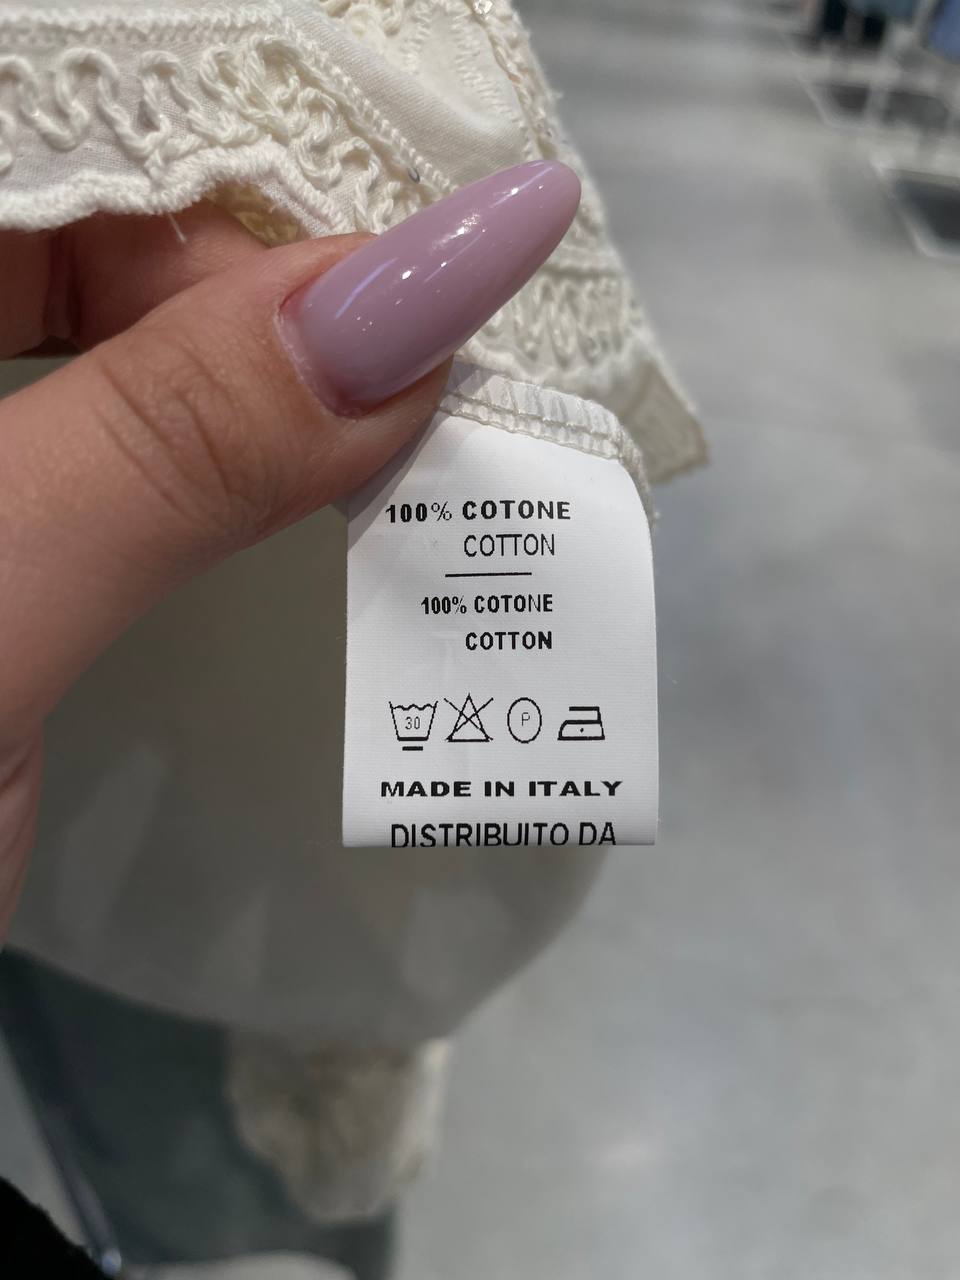 100% COTONE
COTTON
100% COTONE
COTTON
30 P
MADE IN ITALY
DISTRIBUITO DA